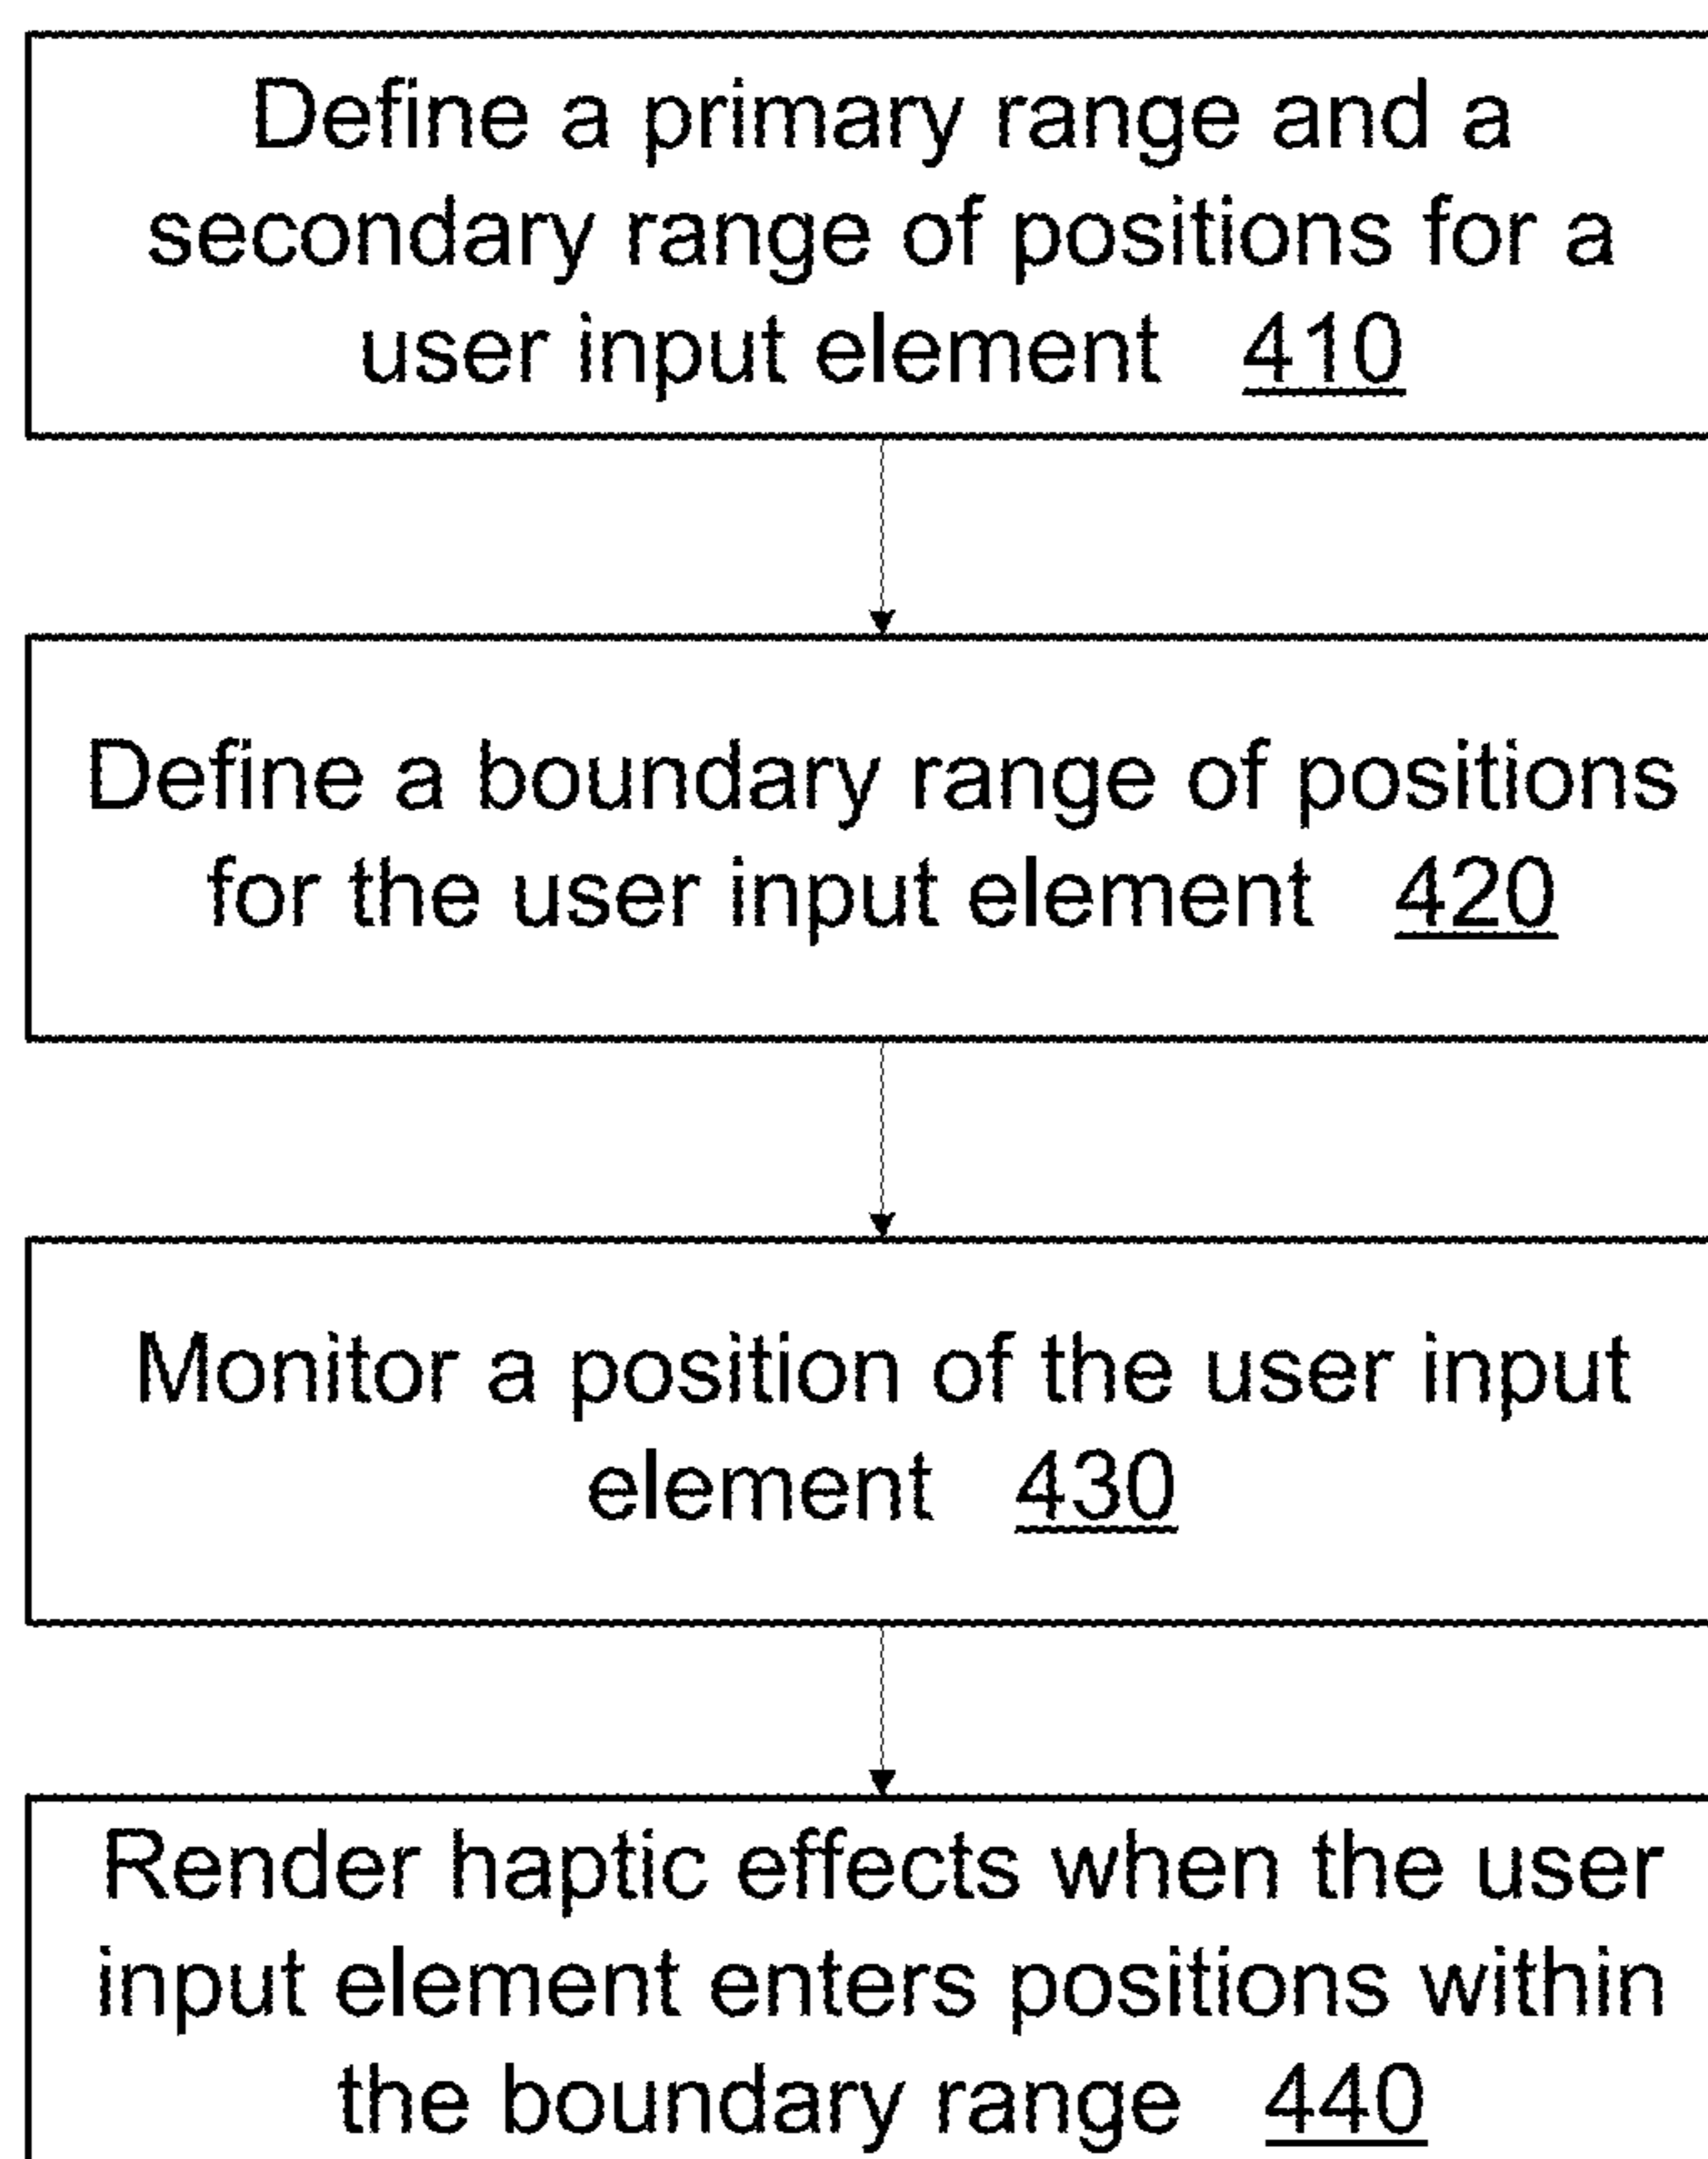 Define a primary range and a
secondary range of positions for a
user input element 410
Define a boundary range of positions
for the user input element 420
Monitor a position of the user input
element 430
Render haptic effects when the user
input element enters positions within
the boundary range 440